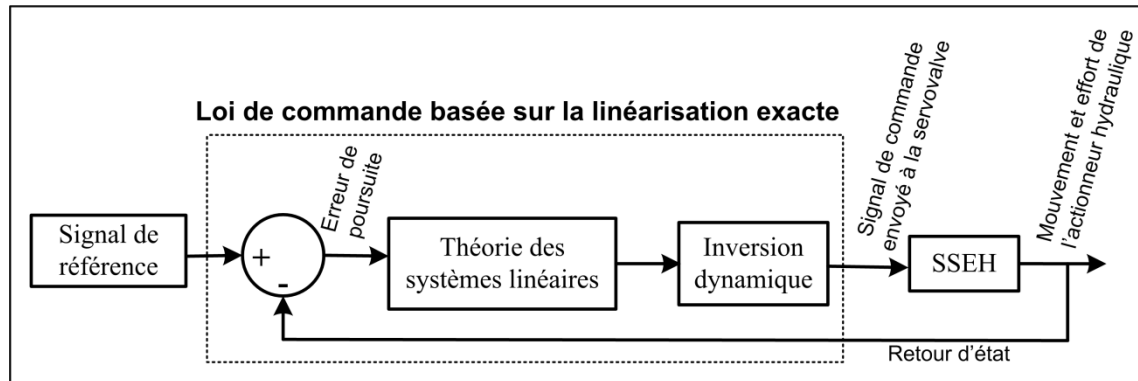 Loi de commande basée sur la linéarisation exacte
Signal de
référence
+
-
Erreur de
poursuite
Théorie des
systèmes linéaires
Inversion
dynamique
Signal de commande
envoyé à la servovalve
SSEH
Mouvement et effort de
l'actionneur hydraulique
Retour d'état